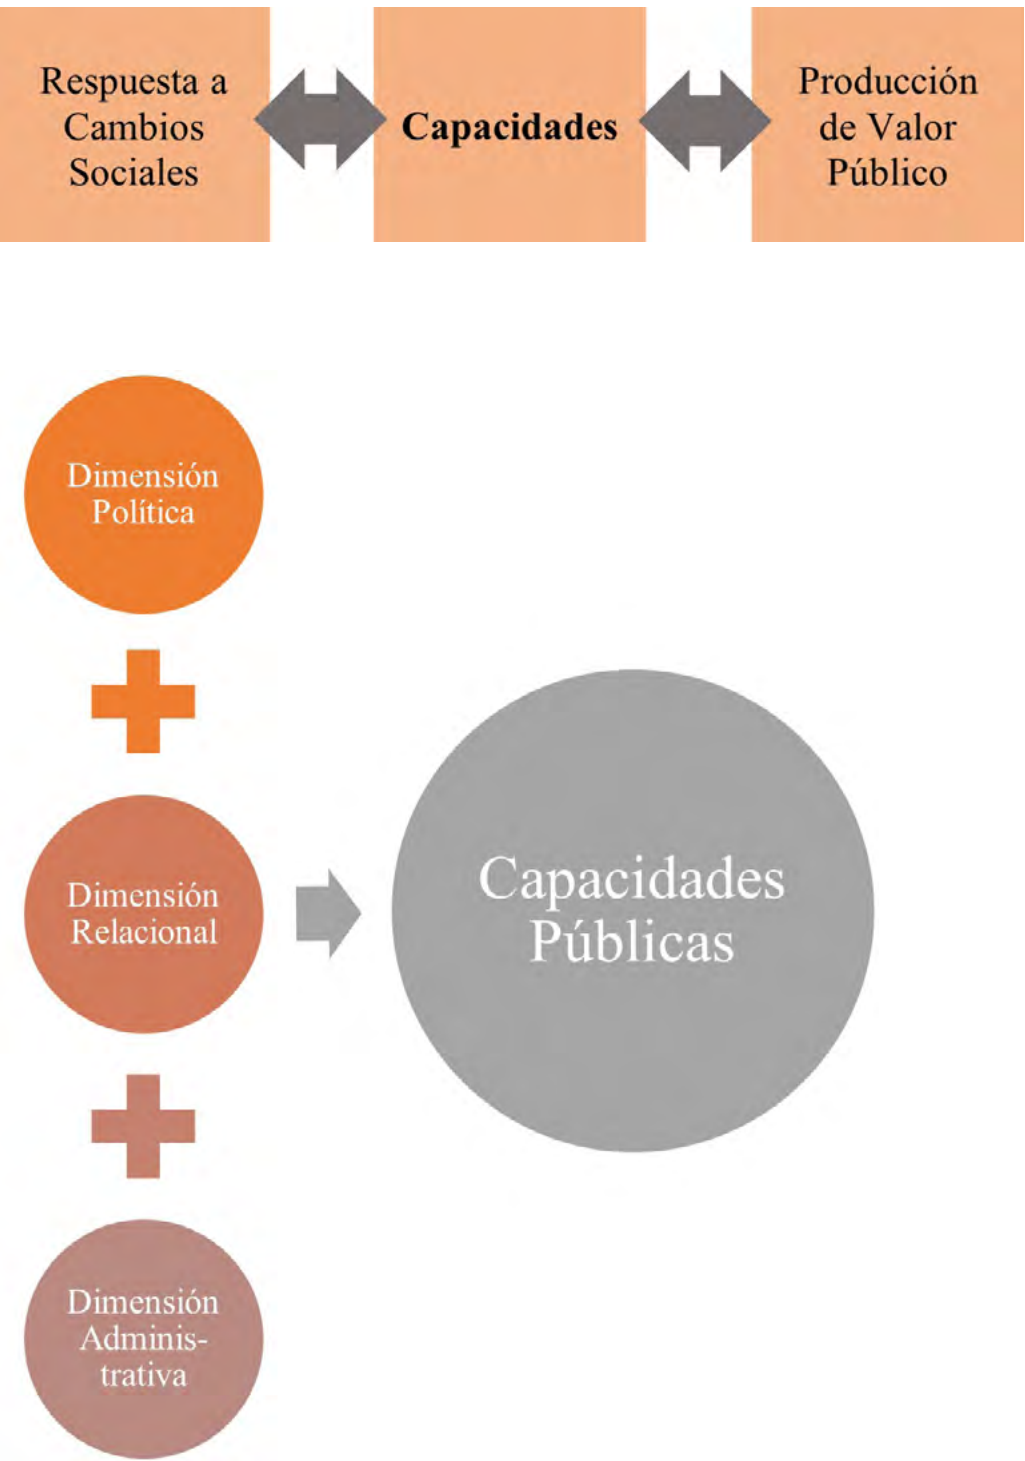 Respuesta a
Cambios
Sociales
Capacidades
Producción
de Valor
Público
Dimensión
Política
Dimensión
Relacional
Capacidades
Públicas
Dimensión
Adminis-
trativa